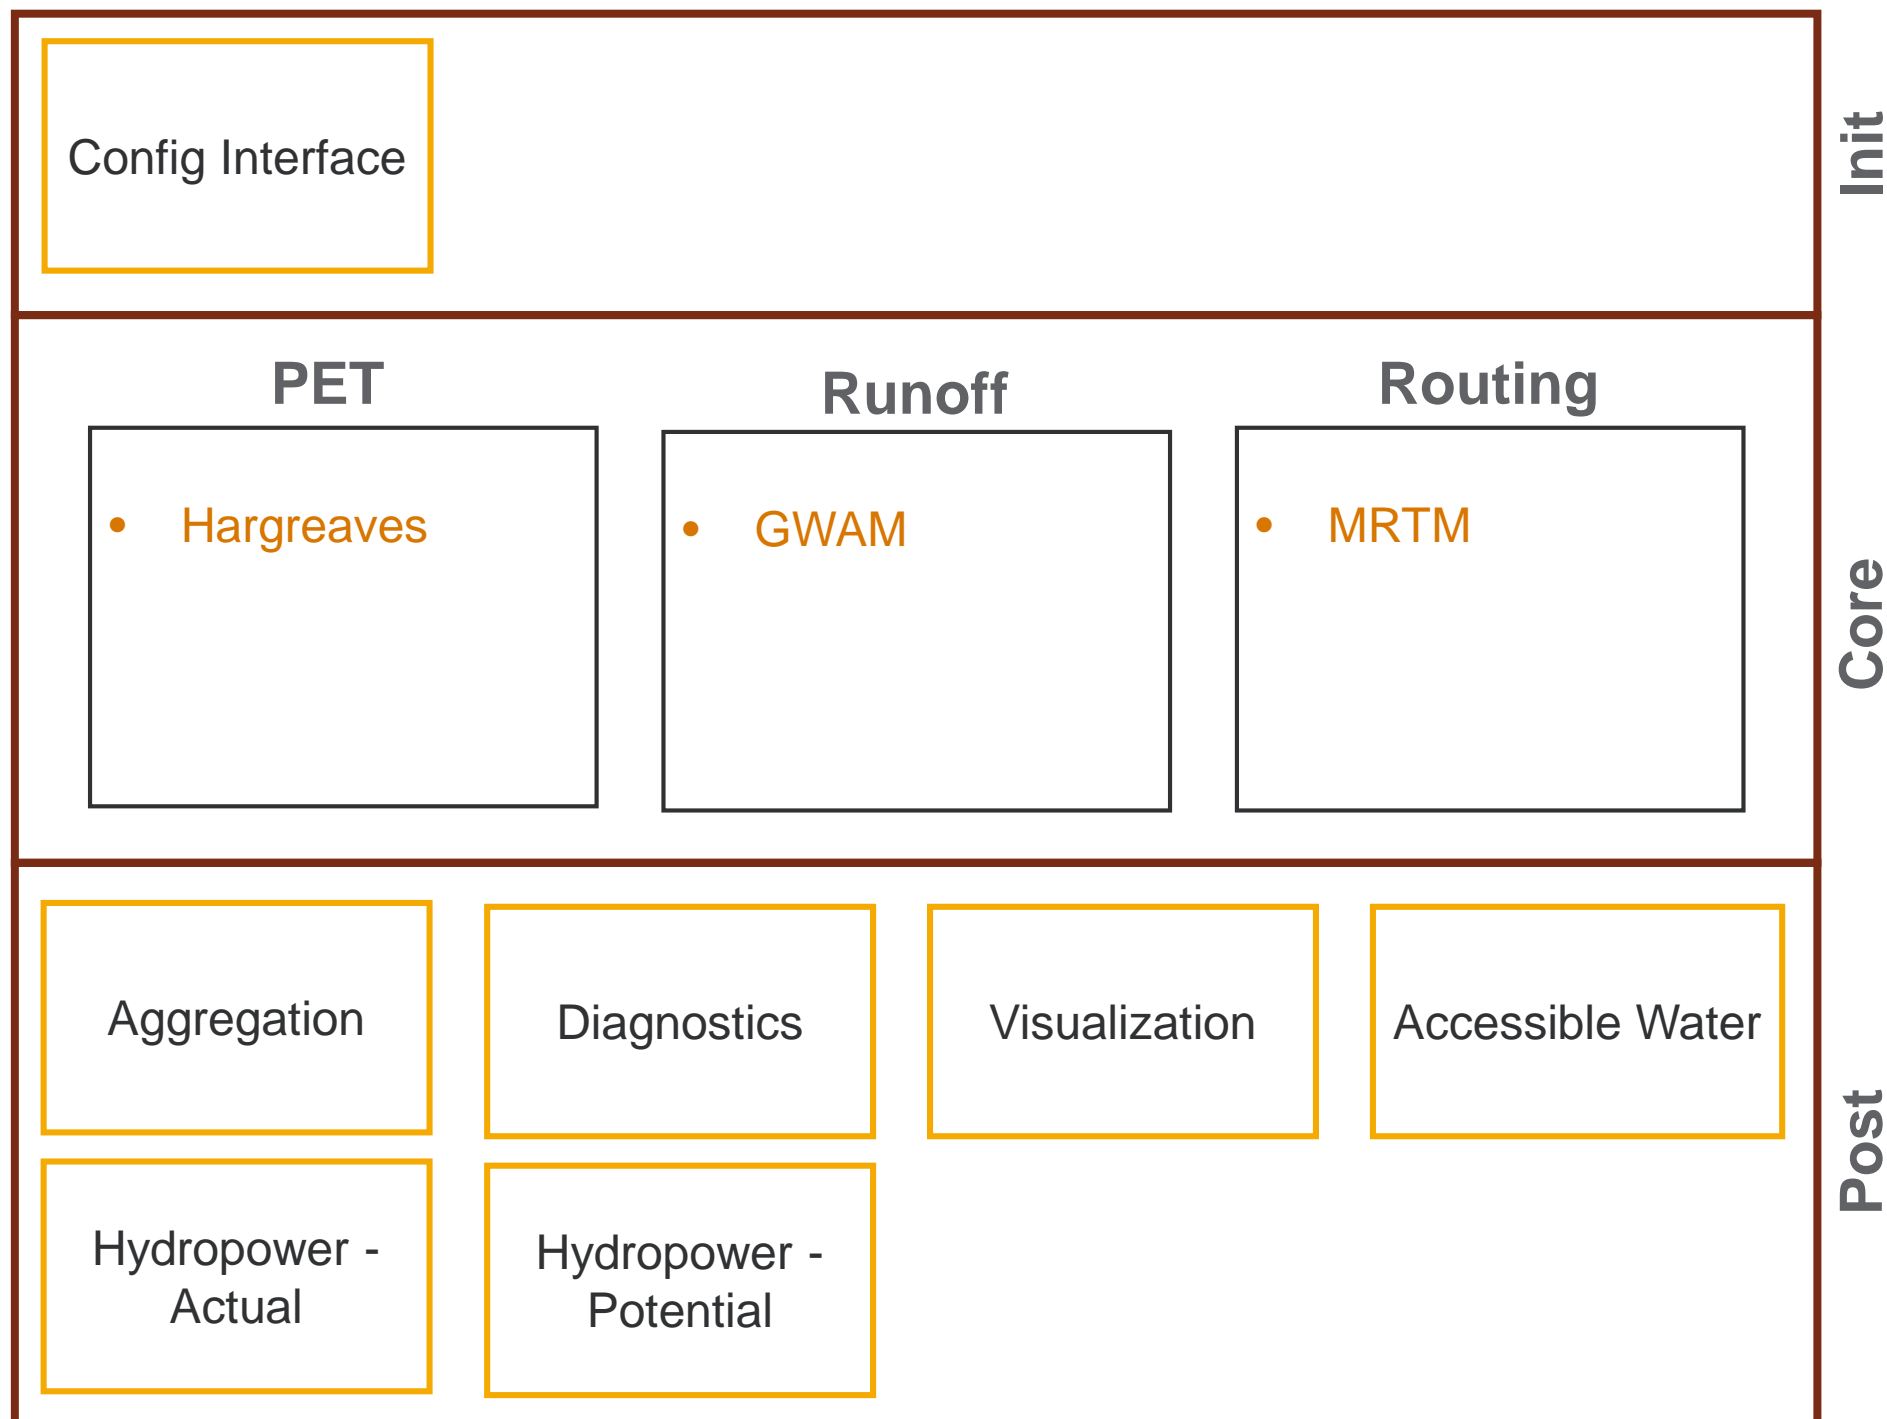 Config Interface
Init
PET
Runoff
Routing
• Hargreaves
• GWAM
• MRTM
Core
Aggregation
Diagnostics
Visualization
Accessible Water
Hydropower -
Actual
Hydropower -
Potential
Post